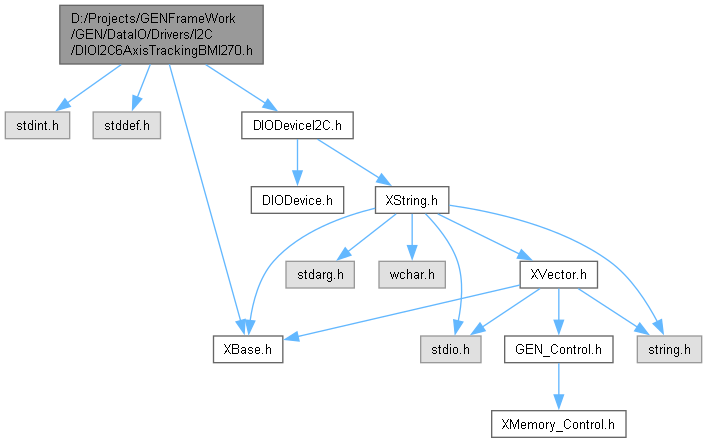 D:/Projects/GENFrameWork
/GEN/DataIO/Drivers/I2C
/DIOI2C6AxisTrackingBMI270.h
stdint.h
stddef.h
DIODeviceI2C.h
DIODevice.h
XString.h
stdarg.h
wchar.h
XVector.h
XBase.h
stdio.h
GEN_Control.h
string.h
XMemory_Control.h